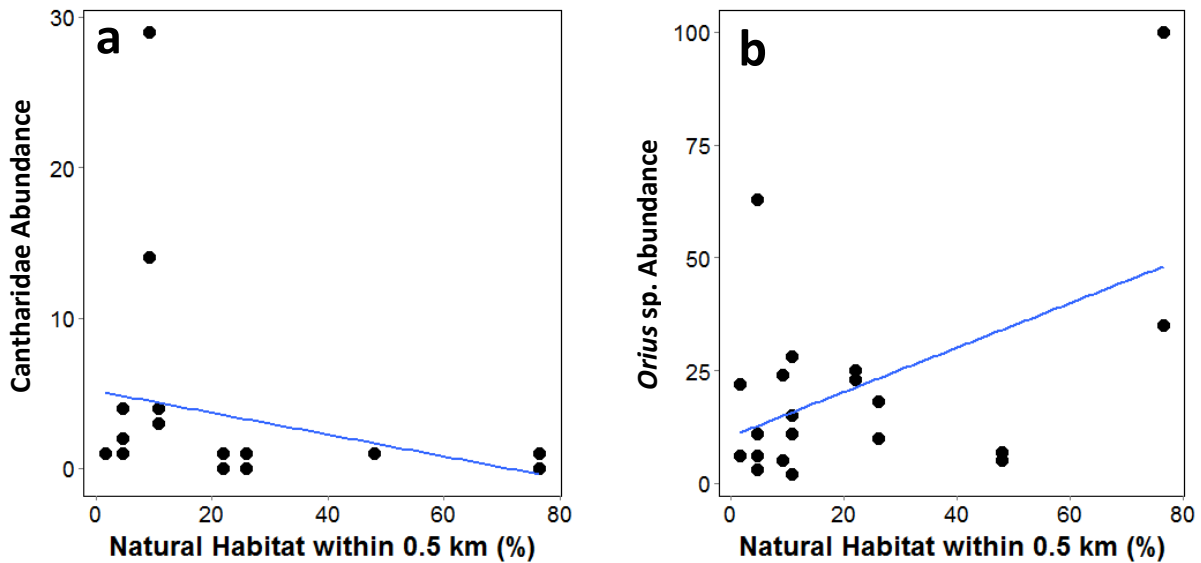 a
30
20
10
0
Cantharidae Abundance
0 20 40 60 80
Natural Habitat within 0.5 km (%)
b
100
75
50
25
0
Orius sp. Abundance
0 20 40 60 80
Natural Habitat within 0.5 km (%)